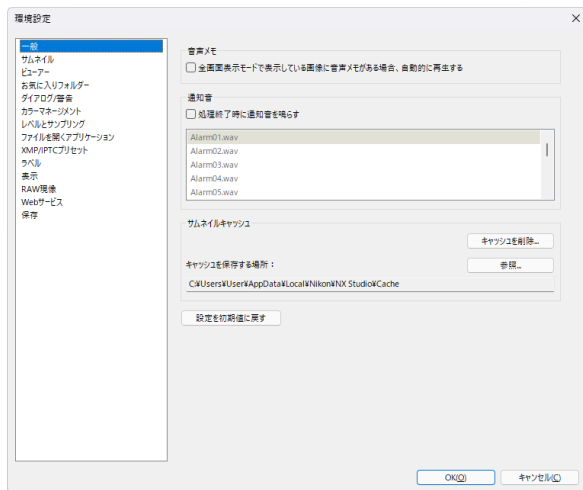 環境設定
一般
サムネイル
ビューアー
お気に入りフォルダー
ダイアログ/警告
カラーマネージメント
レベルとサンプリング
ファイルを開くアプリケーション
XMP/IPTCプリセット
ラベル
表示
RAW現像
Webサービス
保存
音声メモ
全画面表示モードで表示している画像に音声メモがある場合、自動的に再生する
通知音
処理終了時に通知音を鳴らす
Alarm01.wav
Alarm02.wav
Alarm03.wav
Alarm04.wav
Alarm05.wav
サムネイルキャッシュ
キャッシュを削除...
キャッシュを保存する場所：
参照...
C:¥Users¥User¥AppData¥Local¥Nikon¥NX Studio¥Cache
設定を初期値に戻す
OK(O)
キャンセル(C)